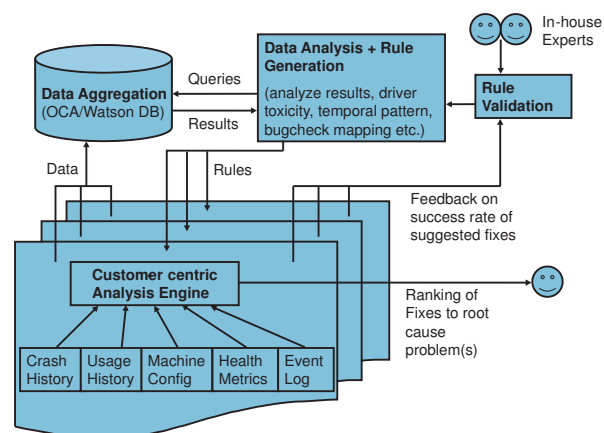 In-house
Experts
Data Analysis + Rule
Generation
(analyze results, driver
toxicity, temporal pattern,
bugcheck mapping etc.)
Queries
Results
Data Aggregation
(OCA/Watson DB)
Rule
Validation
Data
Rules
Feedback on
success rate of
suggested fixes
Customer centric
Analysis Engine
Ranking of
Fixes to root
cause
problem(s)
Crash
History
Usage
History
Machine
Config
Health
Metrics
Event
Log